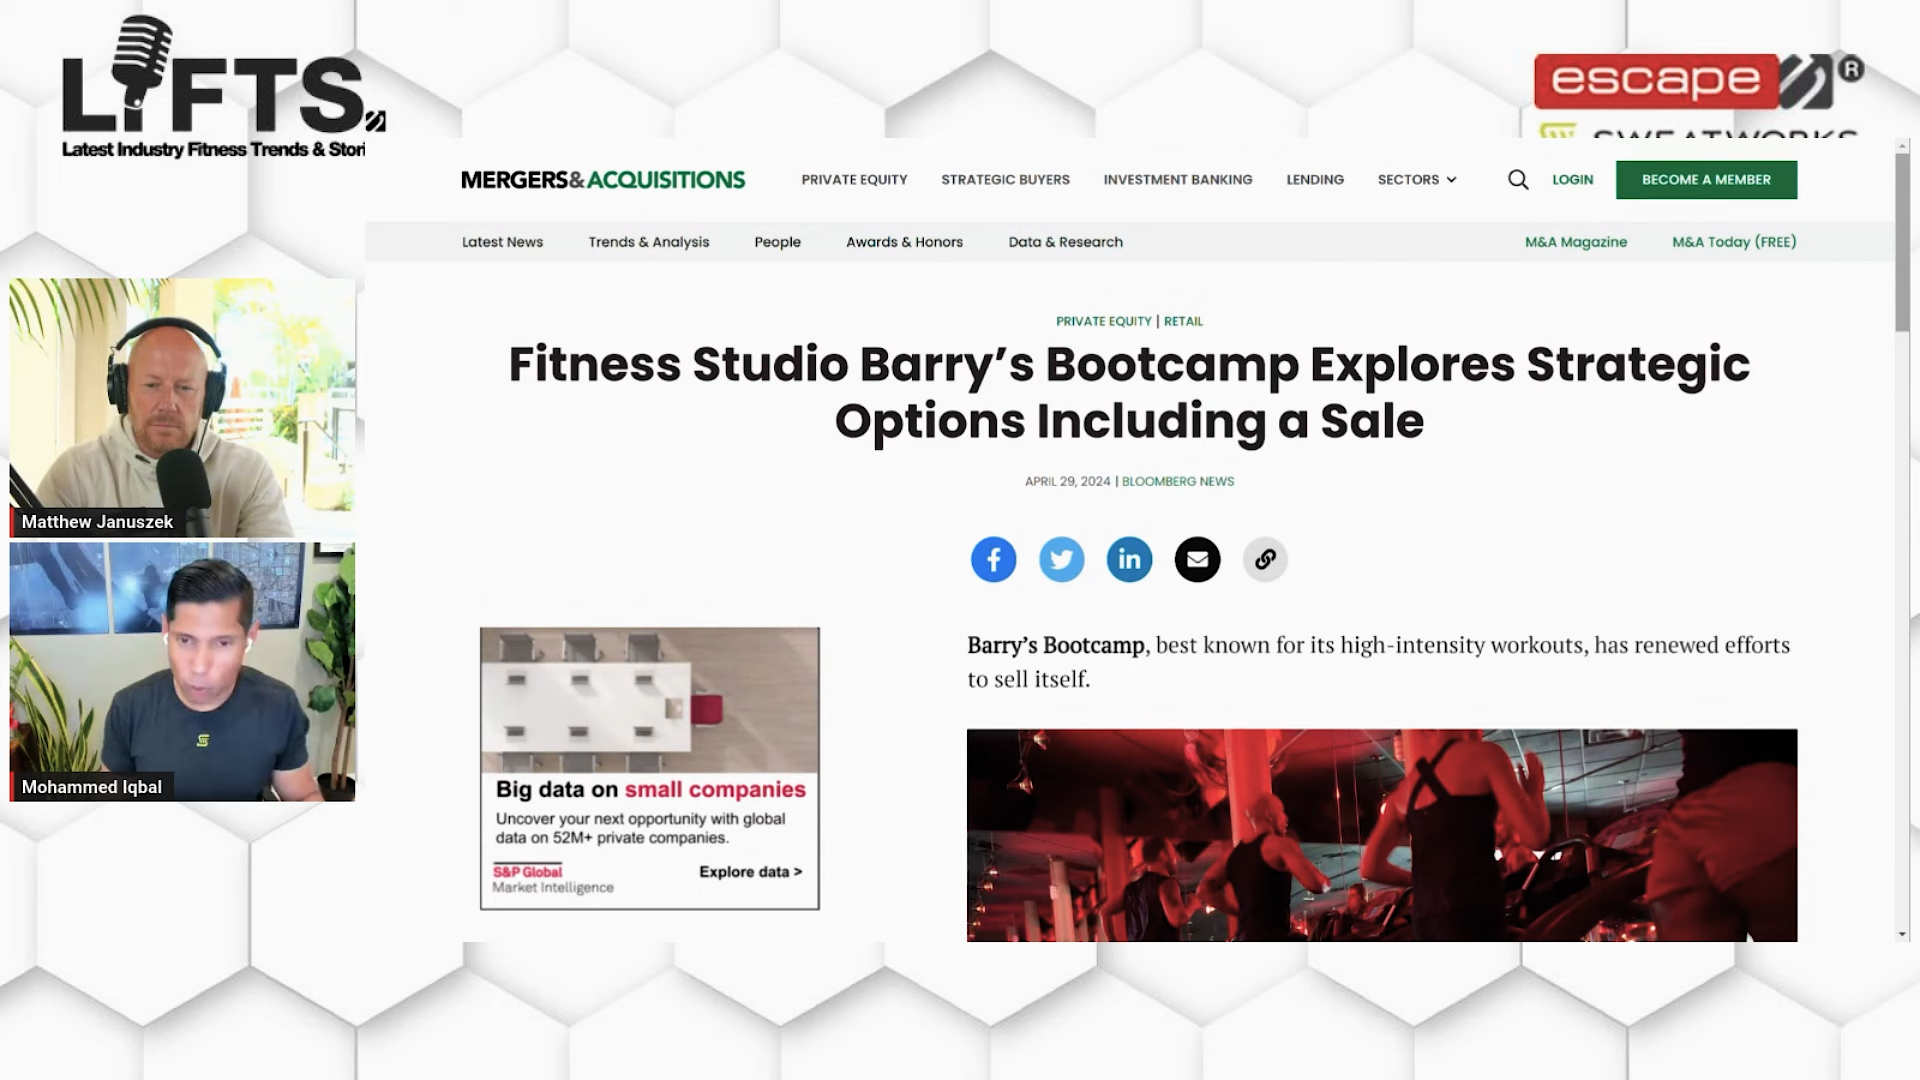 LIFTS
Latest Industry Fitness Trends & Stori
escape
®
SWEATWORKS
MERGERS&ACQUISITIONS
PRIVATE EQUITY
STRATEGIC BUYERS
INVESTMENT BANKING
LENDING
SECTORS
LOGIN
BECOME A MEMBER
Latest News
Trends & Analysis
People
Awards & Honors
Data & Research
M&A Magazine
M&A Today (FREE)
PRIVATE EQUITY | RETAIL
Fitness Studio Barry’s Bootcamp Explores Strategic
Options Including a Sale
APRIL 29, 2024 | BLOOMBERG NEWS
Barry’s Bootcamp, best known for its high-intensity workouts, has renewed efforts
to sell itself.
Big data on small companies
Uncover your next opportunity with global
data on 52M+ private companies.
S&P Global
Market Intelligence
Explore data >
Matthew Januszek
Mohammed Iqbal